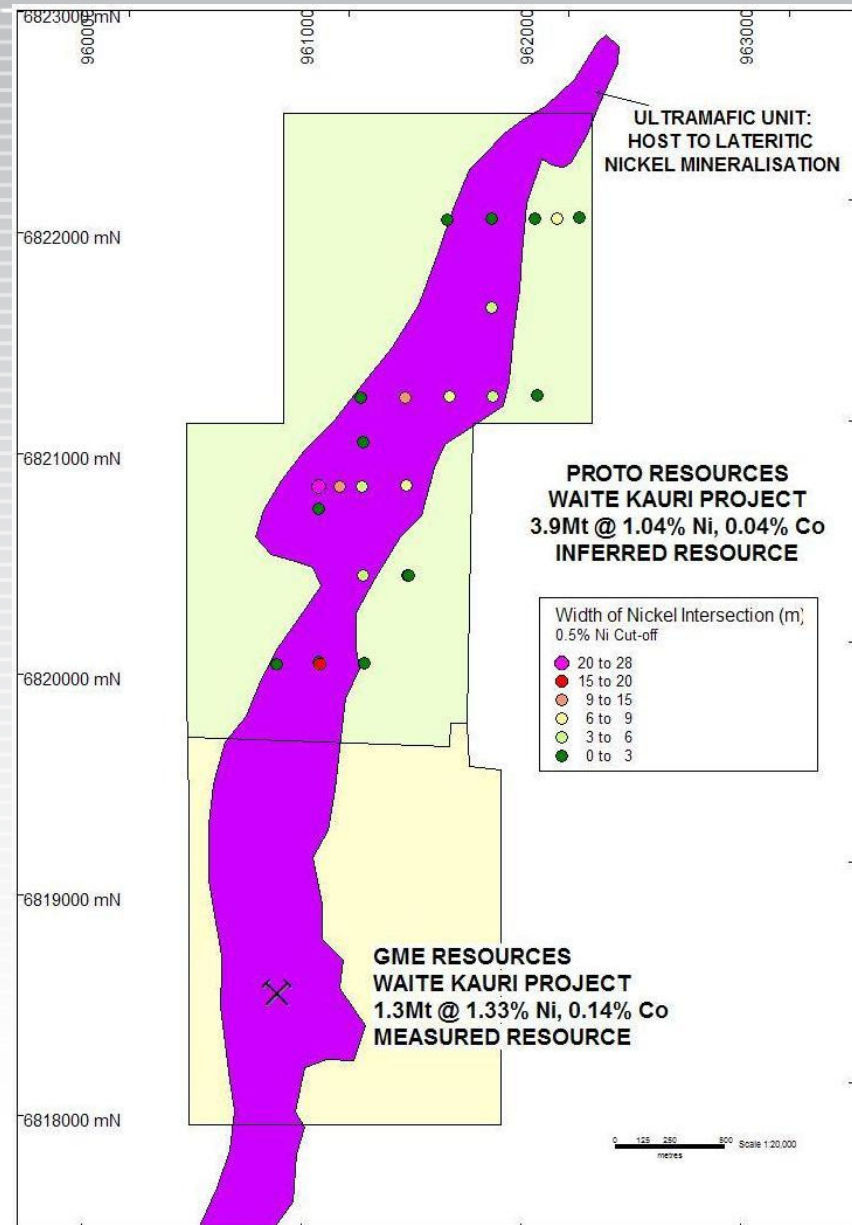 6823000 mN
960000
961000
962000
963000
ULTRAMAFIC UNIT:
HOST TO LATERITIC
NICKEL MINERALISATION
6822000 mN
6821000 mN
PROTO RESOURCES
WAITE KAURI PROJECT
3.9Mt @ 1.04% Ni, 0.04% Co
INFERRED RESOURCE
Width of Nickel Intersection (m)
0.5% Ni Cut-off
20 to 28
15 to 20
9 to 15
6 to 9
3 to 6
0 to 3
6820000 mN
6819000 mN
GME RESOURCES
WAITE KAURI PROJECT
1.3Mt @ 1.33% Ni, 0.14% Co
MEASURED RESOURCE
6818000 mN
0 125 250 500 Scale 1:20,000
metres